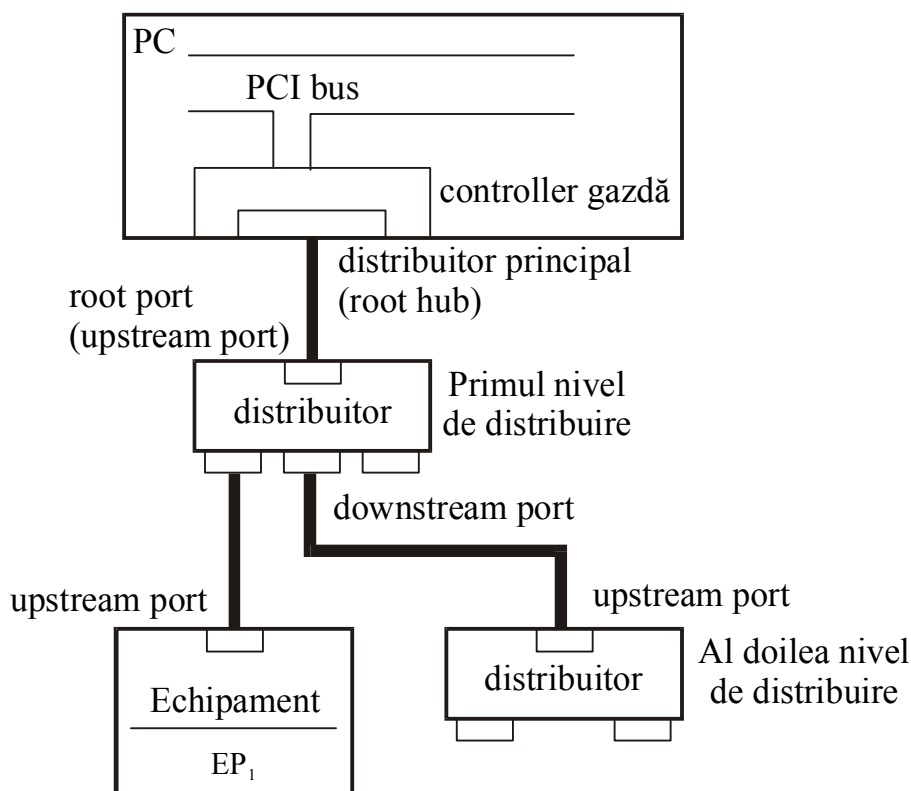 PC
PCI bus
controller gazdă
distribuitor principal
(root hub)
root port
(upstream port)
distribuitor
Primul nivel
de distribuire
downstream port
upstream port
upstream port
Echipament
EP₁
distribuitor
Al doilea nivel
de distribuire